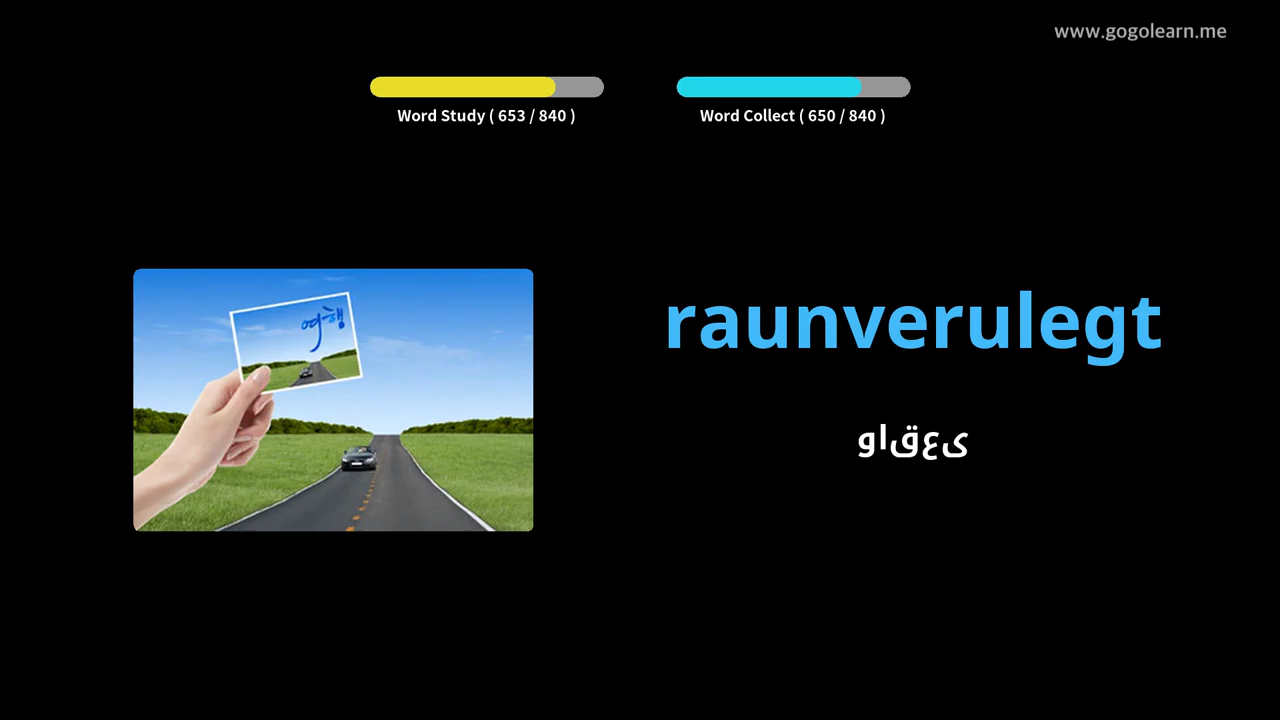 www.gogolearn.me
Word Study ( 653 / 840 )
Word Collect ( 650 / 840 )
여행
raunverulegt
واقعی